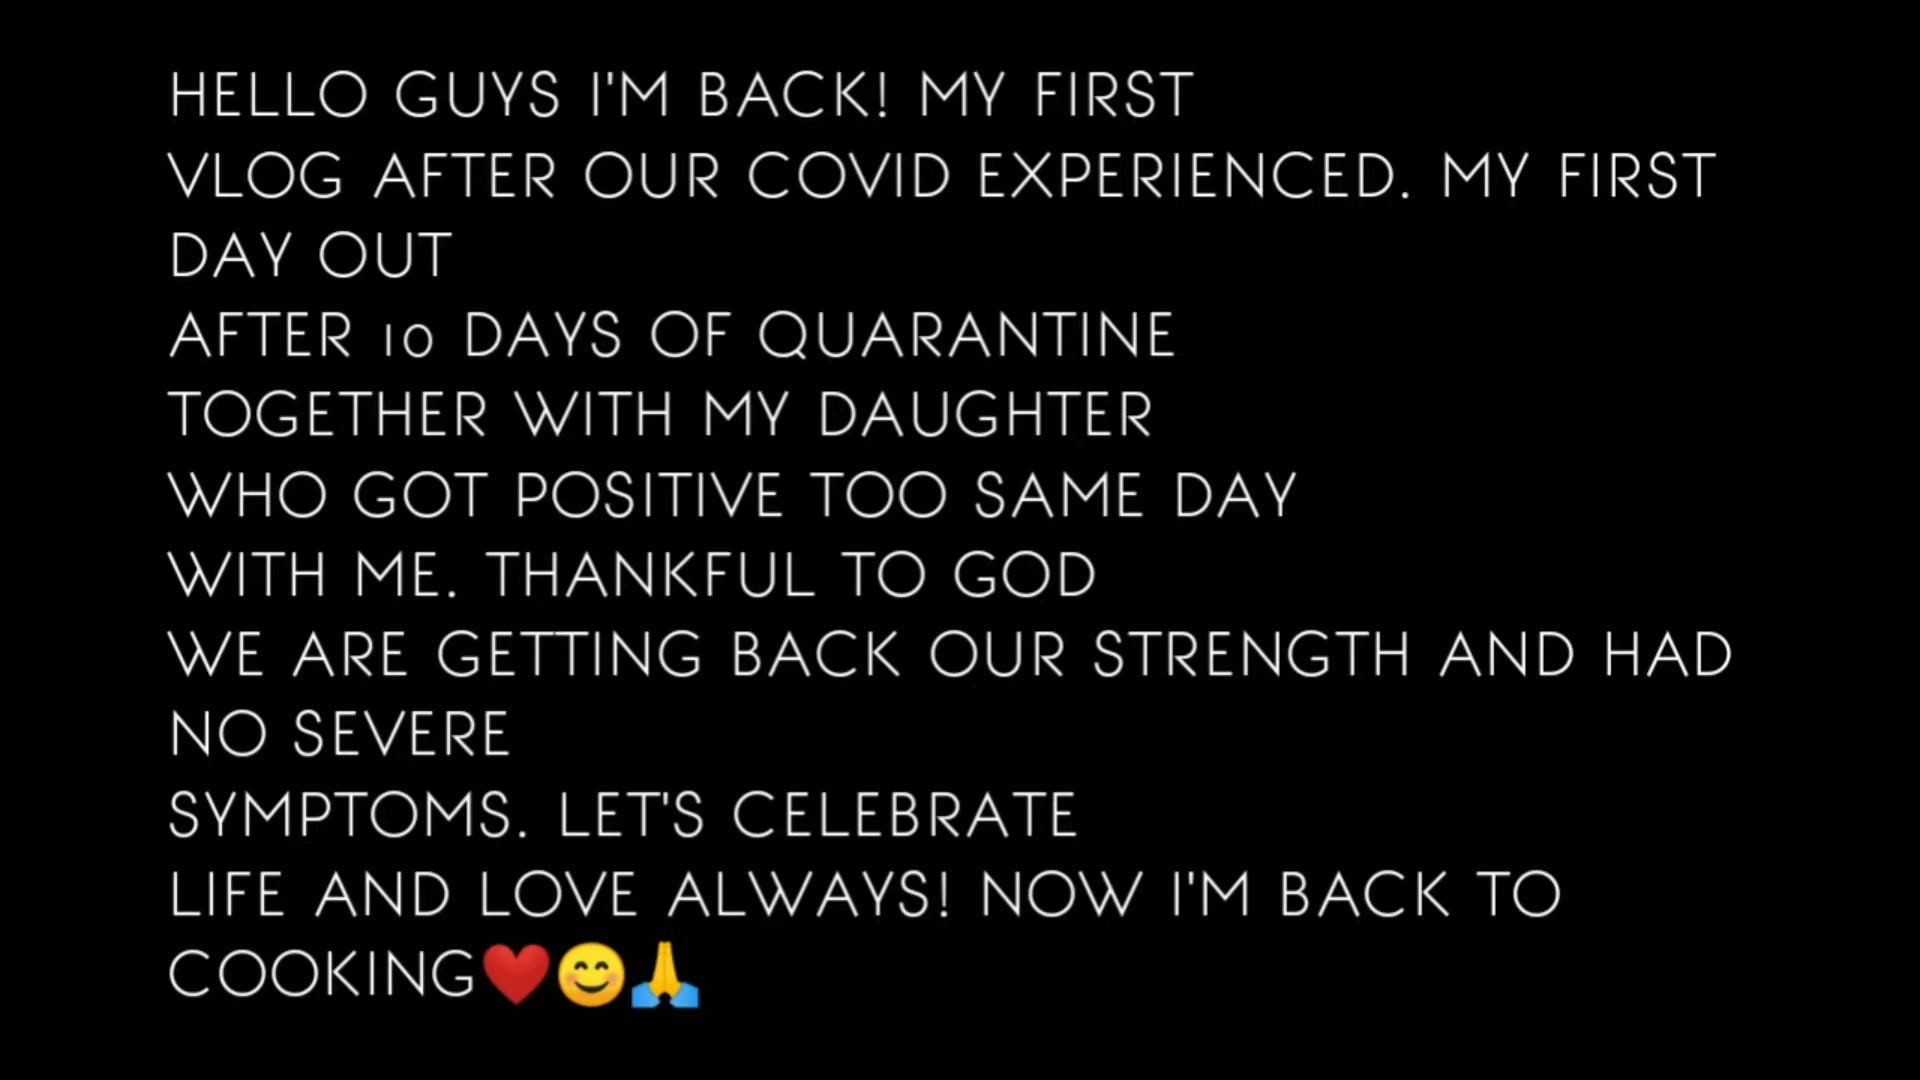 HELLO GUYS I'M BACK! MY FIRST
VLOG AFTER OUR COVID EXPERIENCED. MY FIRST
DAY OUT
AFTER 10 DAYS OF QUARANTINE
TOGETHER WITH MY DAUGHTER
WHO GOT POSITIVE TOO SAME DAY
WITH ME. THANKFUL TO GOD
WE ARE GETTING BACK OUR STRENGTH AND HAD
NO SEVERE
SYMPTOMS. LET'S CELEBRATE
LIFE AND LOVE ALWAYS! NOW I'M BACK TO
COOKING❤️😊🙏